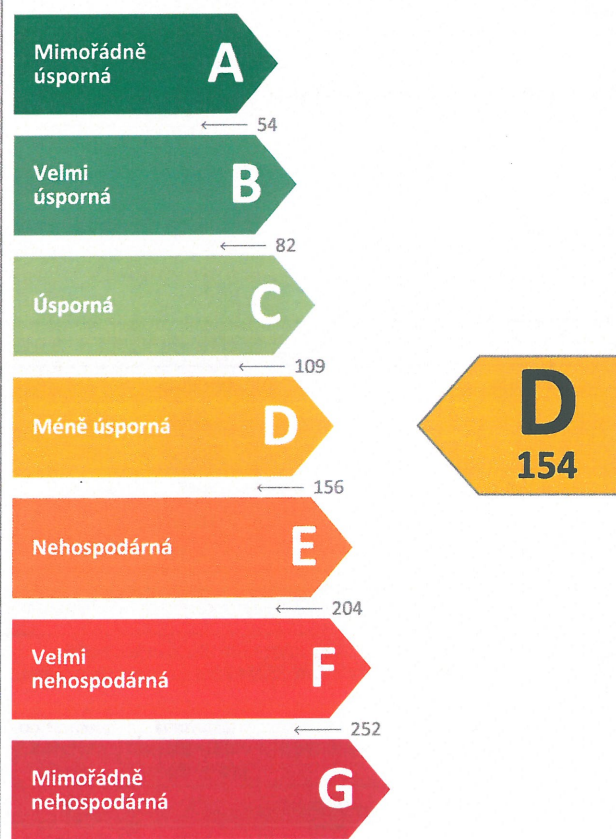 Mimořádně
úsporná
A
← 54
Velmi
úsporná
B
← 82
Úsporná
C
← 109
Méně úsporná
D
← 156
D
154
Nehospodárná
E
← 204
Velmi
nehospodárná
F
← 252
Mimořádně
nehospodárná
G